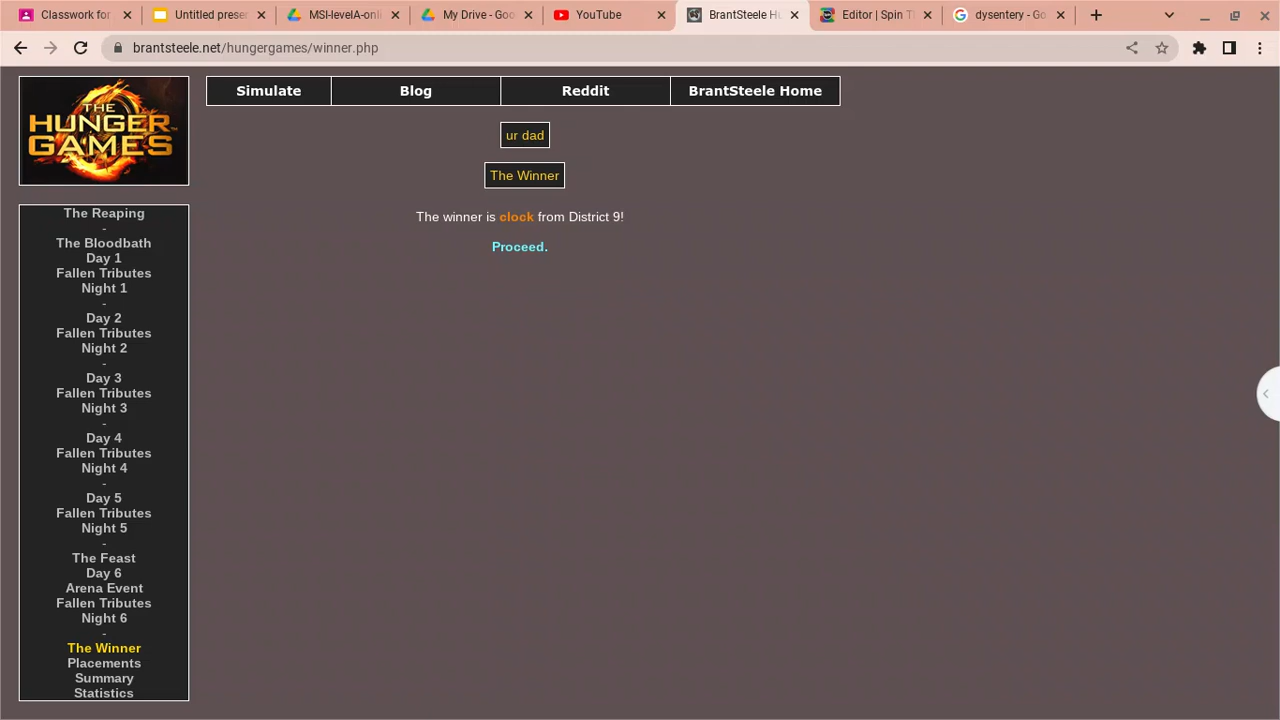 Classwork for
Untitled preser
MSI-levelA-onli
My Drive - Goo
YouTube
BrantSteele Hu
Editor | Spin Th
dysentery - Go
brantsteele.net/hungergames/winner.php
THE
HUNGER
GAMES
Simulate
Blog
Reddit
BrantSteele Home
ur dad
The Winner
The winner is clock from District 9!
Proceed.
The Reaping
-
The Bloodbath
Day 1
Fallen Tributes
Night 1
-
Day 2
Fallen Tributes
Night 2
-
Day 3
Fallen Tributes
Night 3
-
Day 4
Fallen Tributes
Night 4
-
Day 5
Fallen Tributes
Night 5
-
The Feast
Day 6
Arena Event
Fallen Tributes
Night 6
-
The Winner
Placements
Summary
Statistics